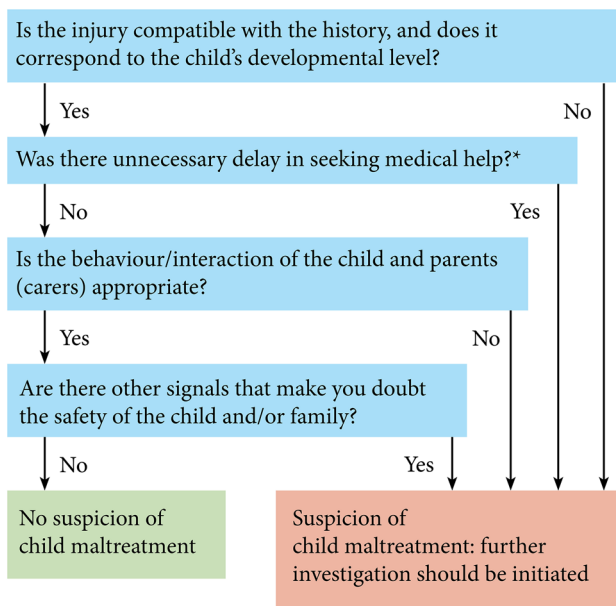 Is the injury compatible with the history, and does it
correspond to the child’s developmental level?
Yes
No
Was there unnecessary delay in seeking medical help?*
No
Yes
Is the behaviour/interaction of the child and parents
(carers) appropriate?
Yes
No
Are there other signals that make you doubt
the safety of the child and/or family?
No
Yes
No suspicion of
child maltreatment
Suspicion of
child maltreatment: further
investigation should be initiated